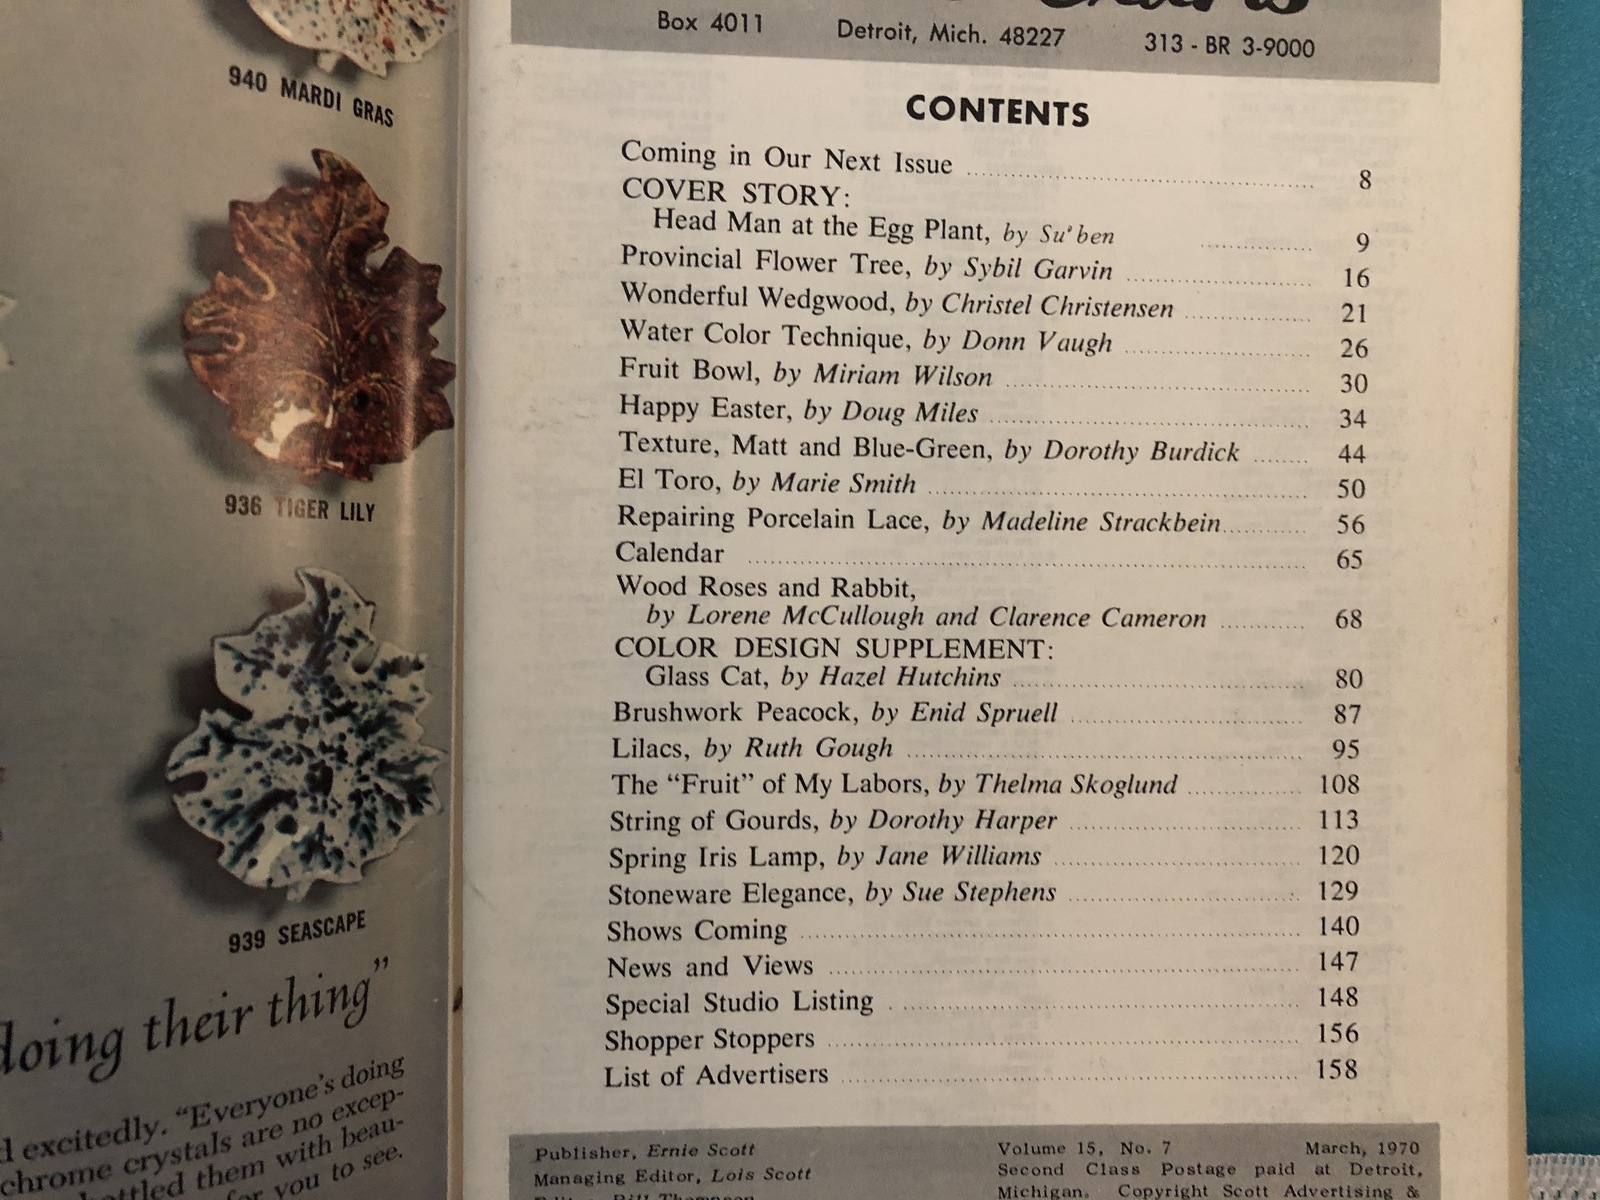 940 MARDI GRAS
936 TIGER LILY
939 SEASCAPE
doing their thing”
excitedly. “Everyone’s doing
chrome crystals are no excep-
them with beau-
for you to see.
Box 4011 Detroit, Mich. 48227 313 - BR 3-9000
CONTENTS
Coming in Our Next Issue 8
COVER STORY:
Head Man at the Egg Plant, by Su’ben 9
Provincial Flower Tree, by Sybil Garvin 16
Wonderful Wedgwood, by Christel Christensen 21
Water Color Technique, by Donn Vaugh 26
Fruit Bowl, by Miriam Wilson 30
Happy Easter, by Doug Miles 34
Texture, Matt and Blue-Green, by Dorothy Burdick 44
El Toro, by Marie Smith 50
Repairing Porcelain Lace, by Madeline Strackbein 56
Calendar 65
Wood Roses and Rabbit,
by Lorene McCullough and Clarence Cameron 68
COLOR DESIGN SUPPLEMENT:
Glass Cat, by Hazel Hutchins 80
Brushwork Peacock, by Enid Spruell 87
Lilacs, by Ruth Gough 95
The “Fruit” of My Labors, by Thelma Skoglund 108
String of Gourds, by Dorothy Harper 113
Spring Iris Lamp, by Jane Williams 120
Stoneware Elegance, by Sue Stephens 129
Shows Coming 140
News and Views 147
Special Studio Listing 148
Shopper Stoppers 156
List of Advertisers 158
Publisher, Ernie Scott
Managing Editor, Lois Scott
Volume 15, No. 7 March, 1970
Second Class Postage paid at Detroit,
Michigan. Copyright Scott Advertising &